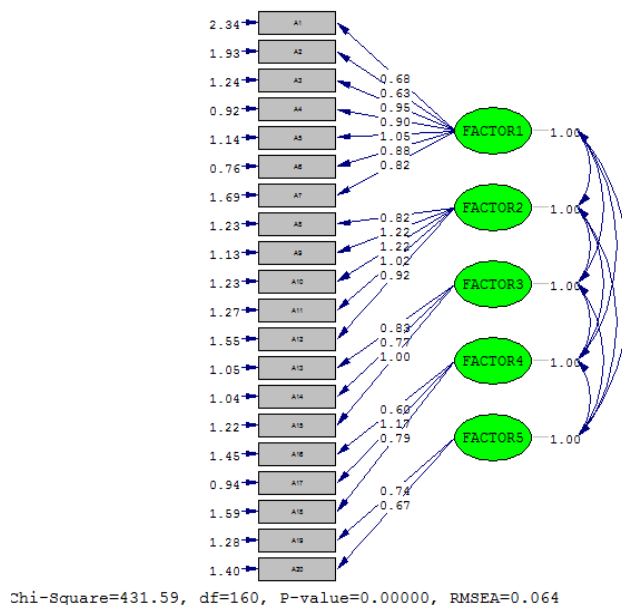 2.34 A1
1.93 A2
1.24 A3
0.92 A4
1.14 A5
0.76 A6
1.69 A7
1.23 A8
1.13 A9
1.23 A10
1.27 A11
1.55 A12
1.05 A13
1.04 A14
1.22 A15
1.45 A16
0.94 A17
1.59 A18
1.28 A19
1.40 A20
0.68
0.63
0.95
0.90
1.05
0.88
0.82
0.82
1.22
1.22
1.02
0.92
0.83
0.77
1.00
0.60
1.17
0.79
0.74
0.67
FACTOR1 1.00
FACTOR2 1.00
FACTOR3 1.00
FACTOR4 1.00
FACTOR5 1.00
Chi-Square=431.59, df=160, P-value=0.00000, RMSEA=0.064